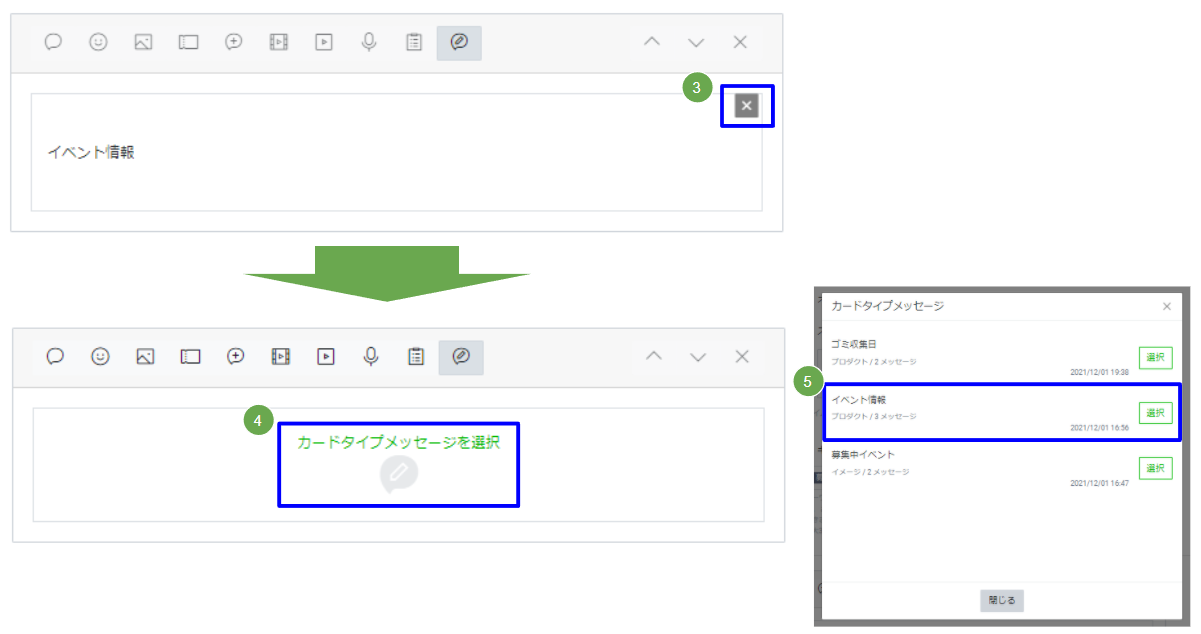 3
イベント情報
4
カードタイプメッセージを選択
カードタイプメッセージ
ゴミ収集日
プロダクト / 2 メッセージ
選択
2021/12/01 19:38
5
イベント情報
プロダクト / 3 メッセージ
選択
2021/12/01 16:56
募集中イベント
イメージ / 2 メッセージ
選択
2021/12/01 16:47
閉じる